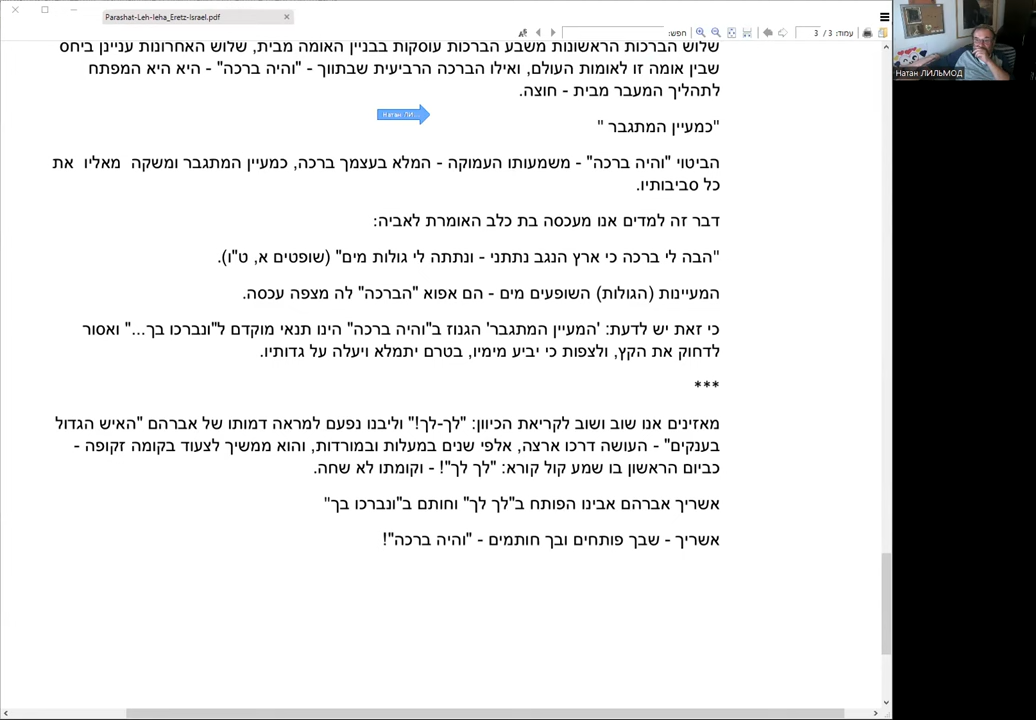 Parashat-Leh-leha_Eretz-Israel.pdf
עמוד: 3 / 3
חפש:
Натан ЛИЛЬМОД
שלוש הברכות הראשונות משבע הברכות עוסקות בבניין האומה מבית, שלוש האחרונות עניינן ביחס
שבין אומה זו לאומות העולם, ואילו הברכה הרביעית שבתווך - "והיה ברכה" - היא היא המפתח
לתהליך המעבר מבית - חוצה.
Натан ЛИ...
"כמעיין המתגבר "
הביטוי "והיה ברכה" - משמעותו העמוקה - המלא בעצמך ברכה, כמעיין המתגבר ומשקה מאליו את
כל סביבותיו.
דבר זה למדים אנו מעכסה בת כלב האומרת לאביה:
"הבה לי ברכה כי ארץ הנגב נתתני - ונתתה לי גולות מים" (שופטים א, ט"ו).
המעיינות (הגולות) השופעים מים - הם אפוא "הברכה" לה מצפה עכסה.
כי זאת יש לדעת: 'המעיין המתגבר' הגנוז ב"והיה ברכה" הינו תנאי מוקדם ל"ונברכו בך..." ואסור
לדחוק את הקץ, ולצפות כי יביע מימיו, בטרם יתמלא ויעלה על גדותיו.
***
מאזינים אנו שוב ושוב לקריאת הכיוון: "לך-לך!" וליבנו נפעם למראה דמותו של אברהם "האיש הגדול
בענקים" - העושה דרכו ארצה, אלפי שנים במעלות ובמורדות, והוא ממשיך לצעוד בקומה זקופה -
כביום הראשון בו שמע קול קורא: "לך לך"! - וקומתו לא שחה.
אשריך אברהם אבינו הפותח ב"לך לך" וחותם ב"ונברכו בך"
אשריך - שבך פותחים ובך חותמים - "והיה ברכה"!